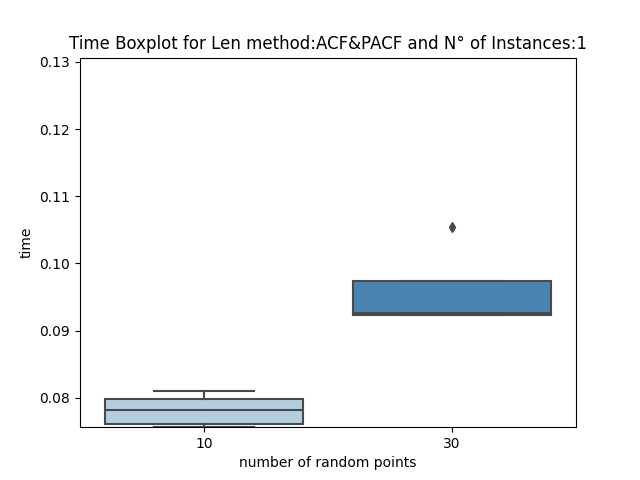 Time Boxplot for Len method:ACF&PACF and N° of Instances:1
0.13
0.12
0.11
0.10
0.09
0.08
time
10 30
number of random points